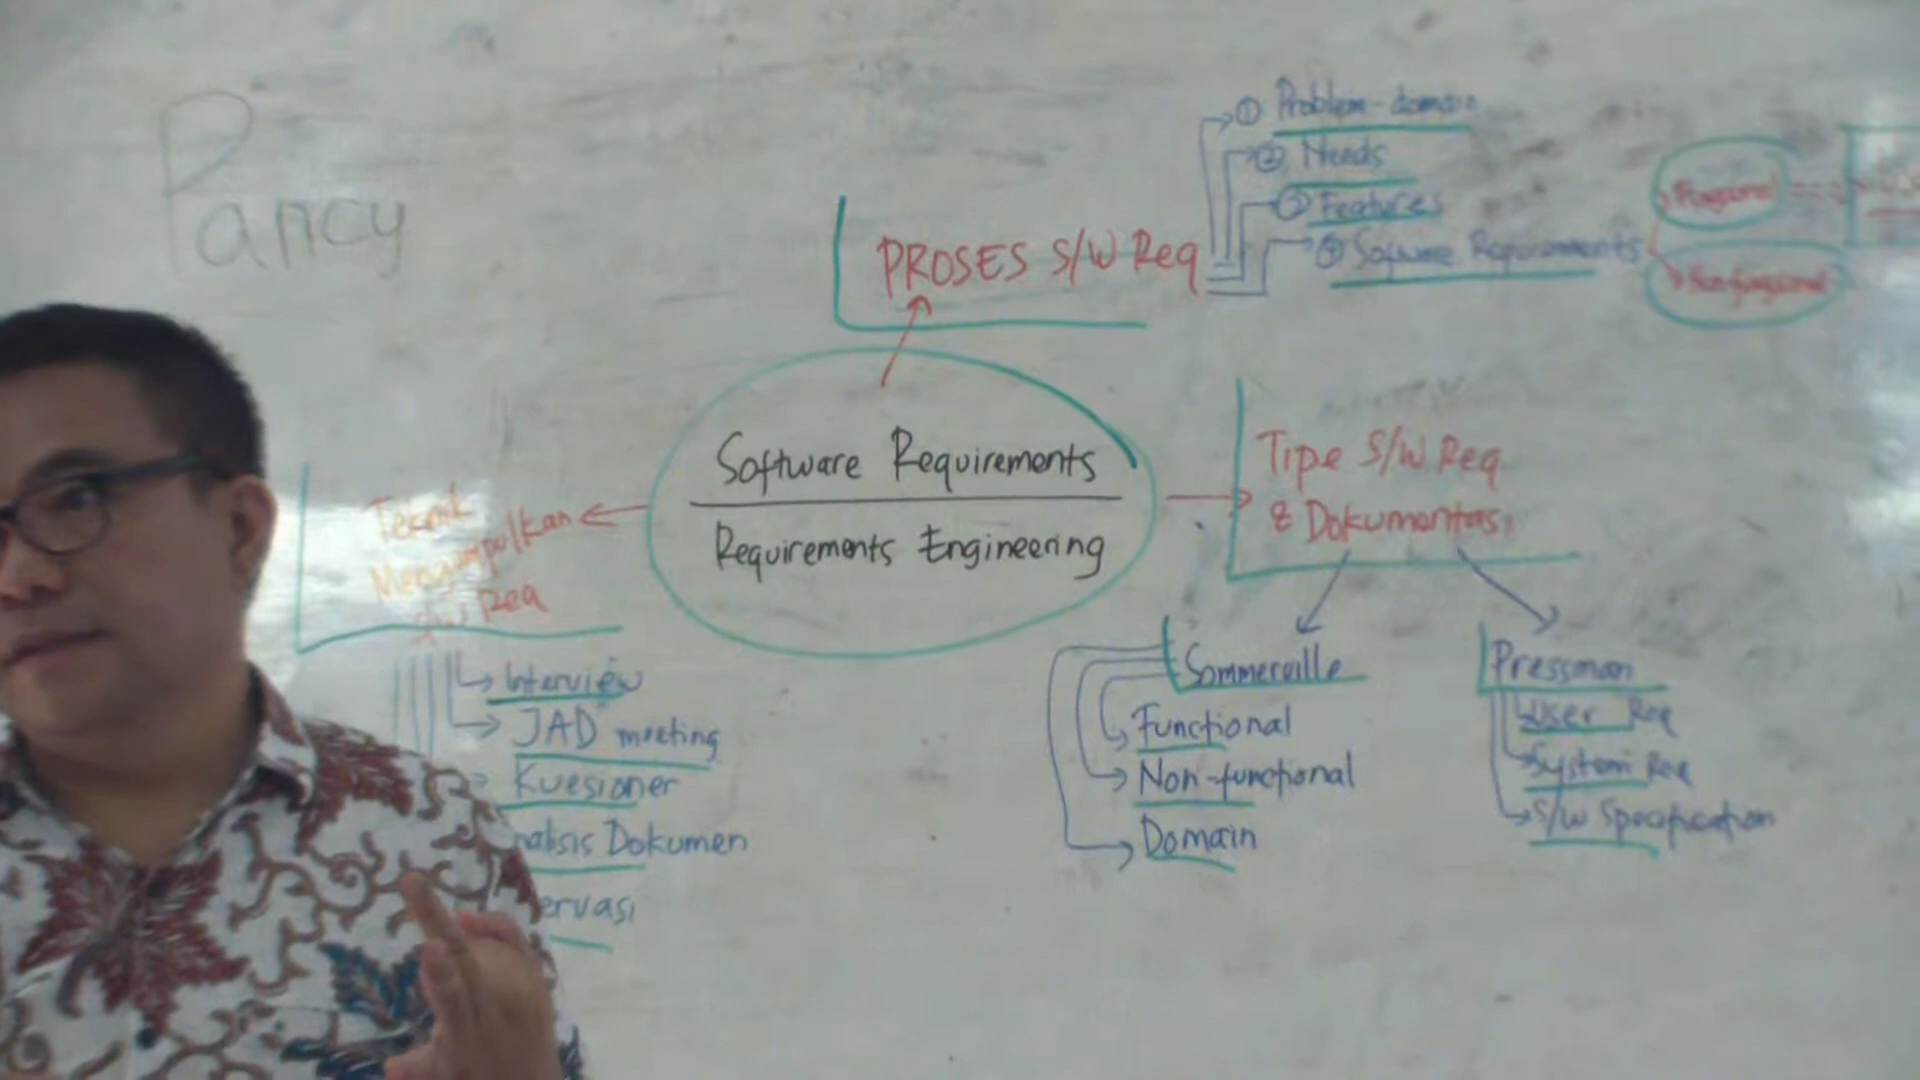 Pancy
PROSES S/W Req
① Problem-domain
② Needs
③ Features
④ Software Requirements
Fungsional
Non-fungsional
Software Requirements
Requirements Engineering
Teknik
Mengumpulkan
S/W Req
Interview
JAD meeting
Kuesioner
nalisis Dokumen
ervasi
Tipe S/W Req
& Dokumentasi
Sommerville
Functional
Non-functional
Domain
Pressman
User Req
System Req
S/W Specification